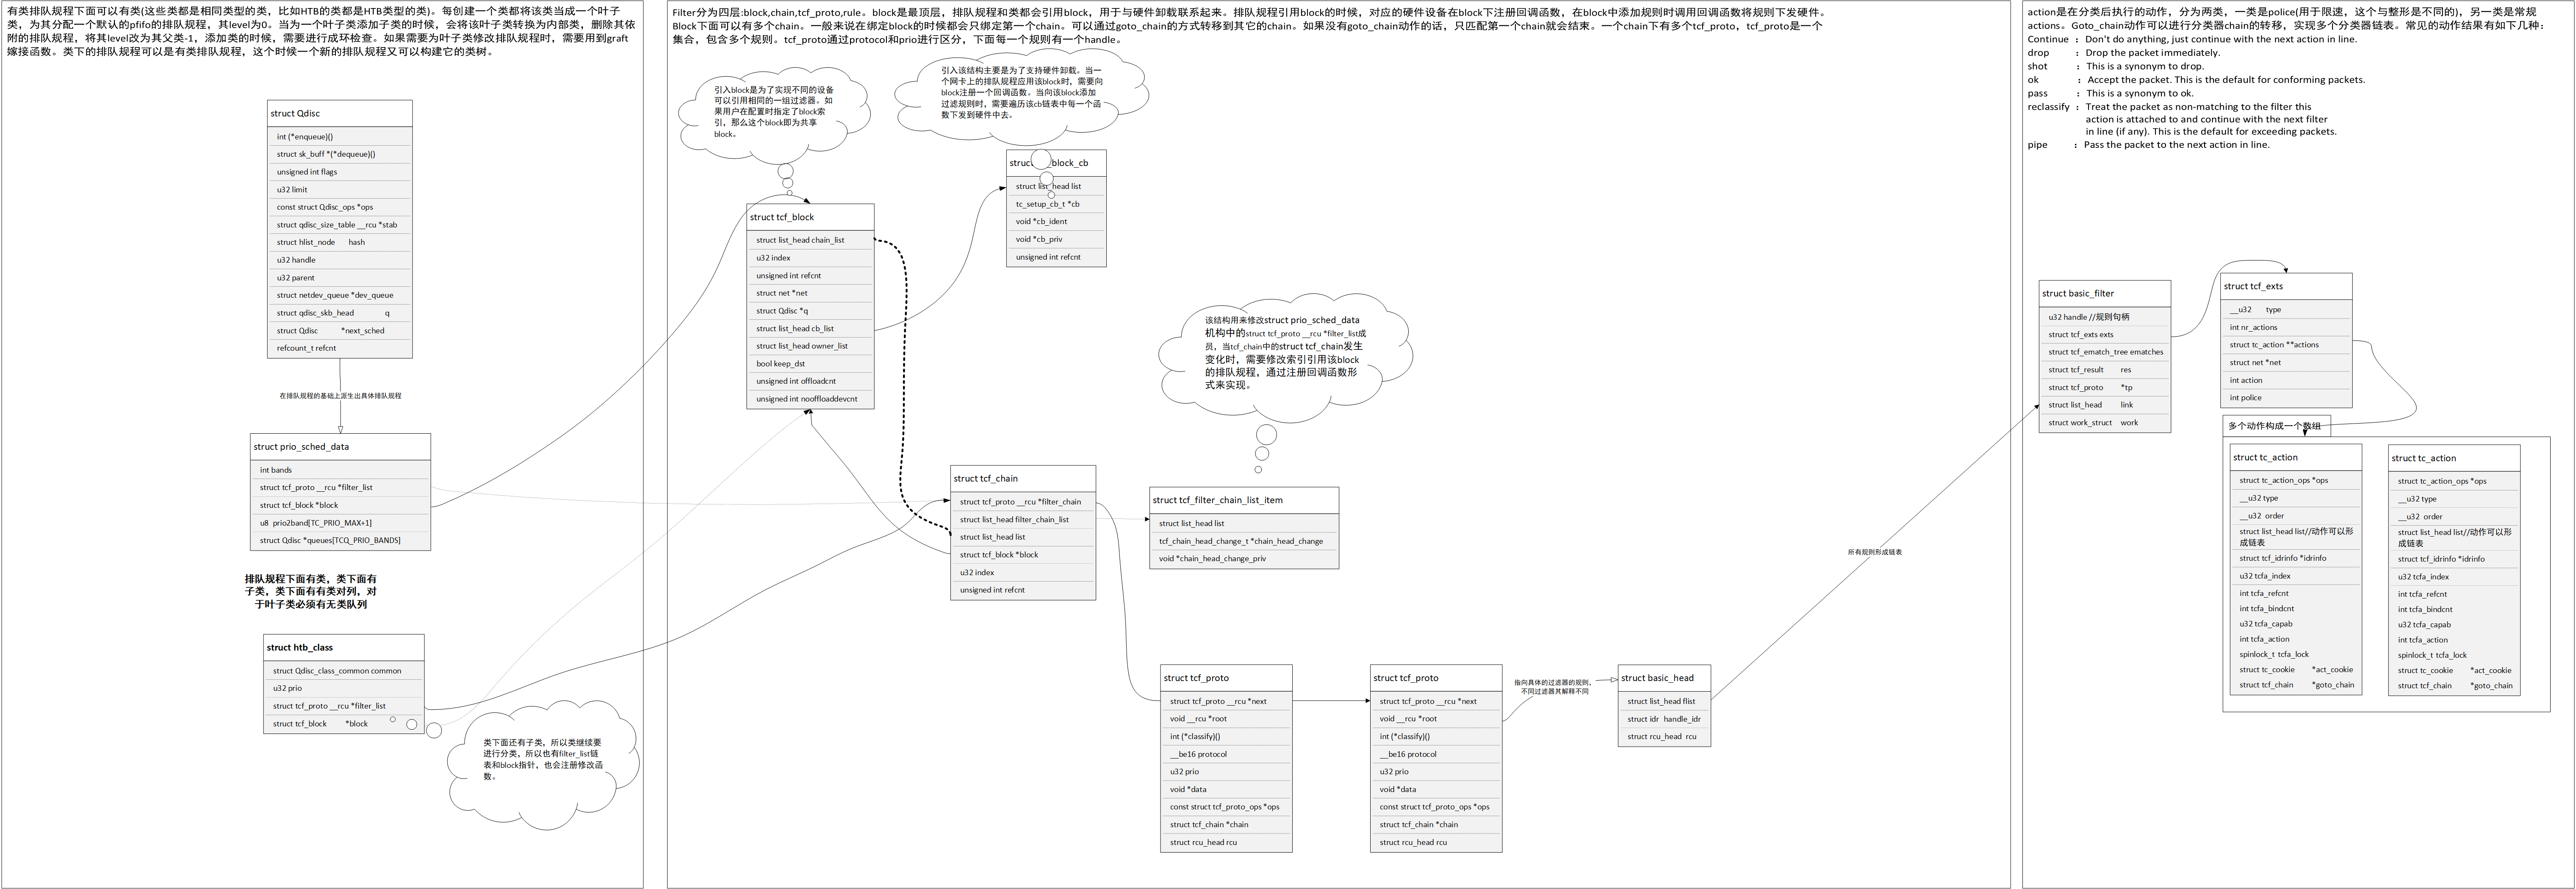 有类排队规程下面可以有类(这些类都是相同类型的类，比如HTB的类都是HTB类型的类)。每创建一个类都将该类当成一个叶子
类，为其分配一个默认的pfifo的排队规程，其level为0。当为一个叶子类添加子类的时候，会将该叶子类转换为内部类，删除其依
附的排队规程，将其level改为其父类-1，添加类的时候，需要进行成环检查。如果需要为叶子类修改排队规程时，需要用到graft
嫁接函数。类下的排队规程可以是有类排队规程，这个时候一个新的排队规程又可以构建它的类树。
struct Qdisc
int (*enqueue)()
struct sk_buff *(*dequeue)()
unsigned int flags
u32 limit
const struct Qdisc_ops *ops
struct qdisc_size_table __rcu *stab
struct hlist_node hash
u32 handle
u32 parent
struct netdev_queue *dev_queue
struct qdisc_skb_head q
struct Qdisc *next_sched
refcount_t refcnt
在排队规程的基础上派生出具体排队规程
struct prio_sched_data
int bands
struct tcf_proto __rcu *filter_list
struct tcf_block *block
u8 prio2band[TC_PRIO_MAX+1]
struct Qdisc *queues[TCQ_PRIO_BANDS]
排队规程下面有类，类下面有
子类，类下面有有类对列，对
于叶子类必须有无类队列
struct htb_class
struct Qdisc_class_common common
u32 prio
struct tcf_proto __rcu *filter_list
struct tcf_block *block
类下面还有子类，所以类继续要
进行分类，所以也有filter_list链
表和block指针，也会注册修改函
数。
Filter分为四层:block,chain,tcf_proto,rule。block是最顶层，排队规程和类都会引用block，用于与硬件卸载联系起来。排队规程引用block的时候，对应的硬件设备在block下注册回调函数，在block中添加规则时调用回调函数将规则下发硬件。
Block下面可以有多个chain。一般来说在绑定block的时候都会只绑定第一个chain。可以通过goto_chain的方式转移到其它的chain。如果没有goto_chain动作的话，只匹配第一个chain就会结束。一个chain下有多个tcf_proto，tcf_proto是一个
集合，包含多个规则。tcf_proto通过protocol和prio进行区分，下面每一个规则有一个handle。
引入block是为了实现不同的设备
可以引用相同的一组过滤器。如
果用户在配置时指定了block索
引，那么这个block即为共享
block。
引入该结构主要是为了支持硬件卸载。当一
个网卡上的排队规程应用该block时，需要向
block注册一个回调函数。当向该block添加
过滤规则时，需要遍历该cb链表中每一个函
数下发到硬件中去。
struct tcf_block
struct list_head chain_list
u32 index
unsigned int refcnt
struct net *net
struct Qdisc *q
struct list_head cb_list
struct list_head owner_list
bool keep_dst
unsigned int offloadcnt
unsigned int nooffloaddevcnt
block_cb
struct list_head list
tc_setup_cb_t *cb
void *cb_ident
void *cb_priv
unsigned int refcnt
该结构用来修改struct prio_sched_data
机构中的struct tcf_proto __rcu *filter_list成
员，当tcf_chain中的struct tcf_chain发生
变化时，需要修改索引引用该block
的排队规程，通过注册回调函数形
式来实现。
struct tcf_chain
struct tcf_proto __rcu *filter_chain
struct list_head filter_chain_list
struct list_head list
struct tcf_block *block
u32 index
unsigned int refcnt
struct tcf_filter_chain_list_item
struct list_head list
tcf_chain_head_change_t *chain_head_change
void *chain_head_change_priv
struct tcf_proto
struct tcf_proto __rcu *next
void __rcu *root
int (*classify)()
__be16 protocol
u32 prio
void *data
const struct tcf_proto_ops *ops
struct tcf_chain *chain
struct rcu_head rcu
struct tcf_proto
struct tcf_proto __rcu *next
void __rcu *root
int (*classify)()
__be16 protocol
u32 prio
void *data
const struct tcf_proto_ops *ops
struct tcf_chain *chain
struct rcu_head rcu
指向具体的过滤器的规则，
不同过滤器其解释不同
struct basic_head
struct list_head flist
struct idr handle_idr
struct rcu_head rcu
所有规则形成链表
action是在分类后执行的动作，分为两类，一类是police(用于限速，这个与整形是不同的)，另一类是常规
actions。Goto_chain动作可以进行分类器chain的转移，实现多个分类器链表。常见的动作结果有如下几种：
Continue ：Don't do anything, just continue with the next action in line.
drop ：Drop the packet immediately.
shot ：This is a synonym to drop.
ok ：Accept the packet. This is the default for conforming packets.
pass ：This is a synonym to ok.
reclassify ：Treat the packet as non-matching to the filter this
action is attached to and continue with the next filter
in line (if any). This is the default for exceeding packets.
pipe ：Pass the packet to the next action in line.
struct basic_filter
u32 handle //规则句柄
struct tcf_exts exts
struct tcf_ematch_tree ematches
struct tcf_result res
struct tcf_proto *tp
struct list_head link
struct work_struct work
struct tcf_exts
__u32 type
int nr_actions
struct tc_action **actions
struct net *net
int action
int police
多个动作构成一个数组
struct tc_action
struct tc_action_ops *ops
__u32 type
__u32 order
struct list_head list//动作可以形
成链表
struct tcf_idrinfo *idrinfo
u32 tcfa_index
int tcfa_refcnt
int tcfa_bindcnt
u32 tcfa_capab
int tcfa_action
spinlock_t tcfa_lock
struct tc_cookie *act_cookie
struct tcf_chain *goto_chain
struct tc_action
struct tc_action_ops *ops
__u32 type
__u32 order
struct list_head list//动作可以形
成链表
struct tcf_idrinfo *idrinfo
u32 tcfa_index
int tcfa_refcnt
int tcfa_bindcnt
u32 tcfa_capab
int tcfa_action
spinlock_t tcfa_lock
struct tc_cookie *act_cookie
struct tcf_chain *goto_chain